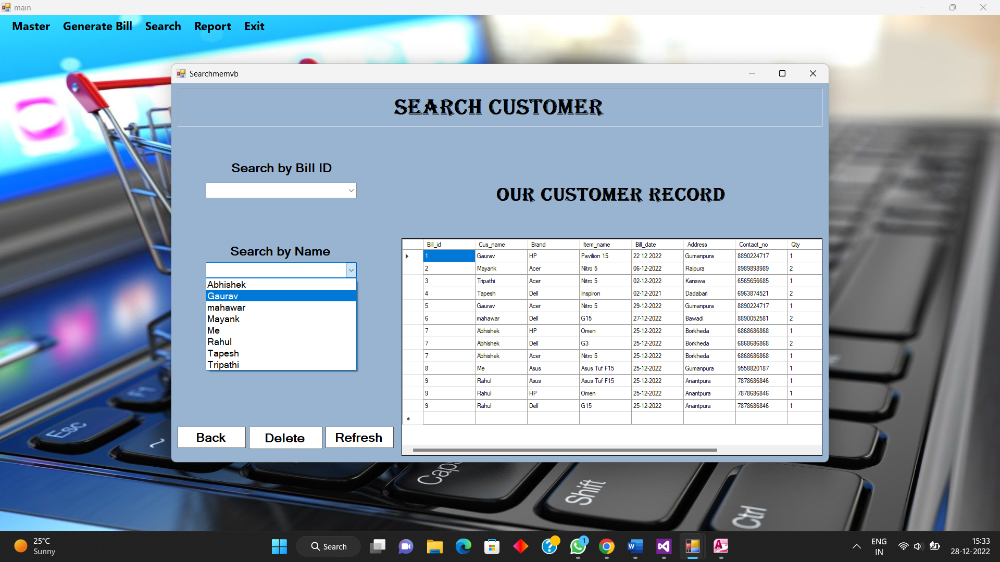 main
Master Generate Bill Search Report Exit
Searchmemvb
SEARCH CUSTOMER
Search by Bill ID
OUR CUSTOMER RECORD
Search by Name
Abhishek
Gaurav
mahawar
Mayank
Me
Rahul
Tapesh
Tripathi
Bill_id Cus_name Brand Item_name Bill_date Address Contact_no Qty
1 Gaurav HP Pavilion 15 22 12 2022 Gumanpura 8890224717 1
2 Mayank Acer Nitro 5 06-12-2022 Raipura 8989898989 2
3 Tripathi Acer Nitro 5 02-12-2022 Kanswa 6565656685 1
4 Tapesh Dell Inspiron 02-12-2021 Dadabari 6963874521 2
5 Gaurav Acer Nitro 5 29-12-2022 Gumanpura 8890224717 1
6 mahawar Dell G15 27-12-2022 Bawadi 8890052581 2
7 Abhishek HP Omen 25-12-2022 Borkheda 6868686868 1
7 Abhishek Dell G3 25-12-2022 Borkheda 6868686868 2
7 Abhishek Acer Nitro 5 25-12-2022 Borkheda 6868686868 1
8 Me Asus Asus Tuf F15 25-12-2022 Gumanpura 9558820187 1
9 Rahul Asus Asus Tuf F15 25-12-2022 Anantpura 7878686846 1
9 Rahul HP Omen 25-12-2022 Anantpura 7878686846 1
9 Rahul Dell G15 25-12-2022 Anantpura 7878686846 1
Back Delete Refresh
F1
Esc
~
Caps
Shift
Ctrl
25°C
Sunny
Search
1
ENG
IN
15:33
28-12-2022